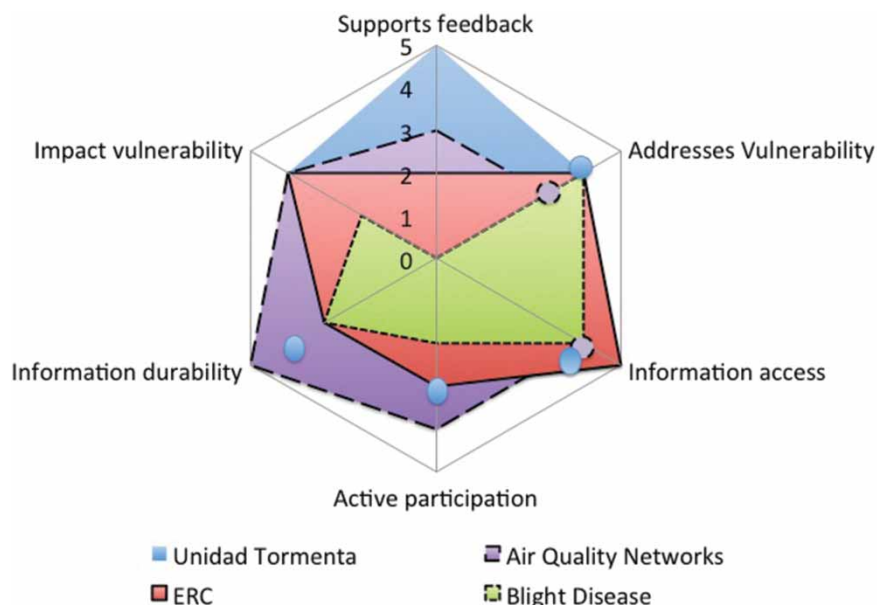 Supports feedback
5
4
3
2
1
0
Impact vulnerability
Addresses Vulnerability
Information durability
Information access
Active participation
Unidad Tormenta
Air Quality Networks
ERC
Blight Disease